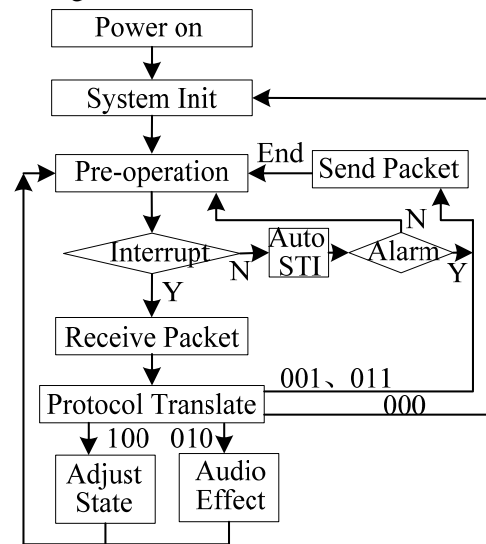 Power on
System Init
Pre-operation
End
Send Packet
Interrupt
N
Auto
STI
Alarm
N
Y
Y
Receive Packet
Protocol Translate
001、011
000
100
010
Adjust
State
Audio
Effect